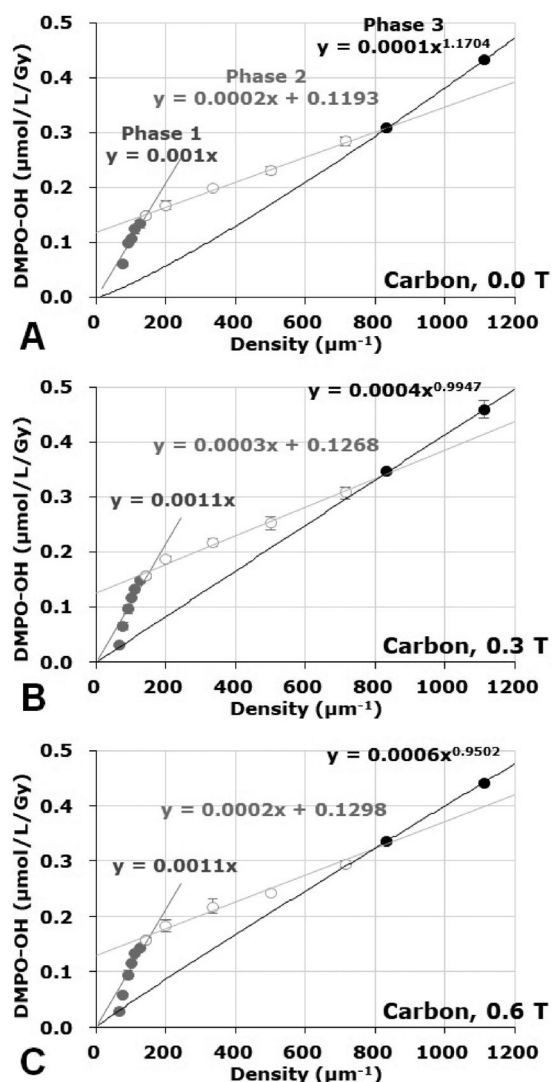 0.5
0.4
0.3
0.2
0.1
0.0
DMPO-OH (µmol/L/Gy)
Phase 3
y = 0.0001x^1.1704
Phase 2
y = 0.0002x + 0.1193
Phase 1
y = 0.001x
Carbon, 0.0 T
0 200 400 600 800 1000 1200
Density (µm⁻¹)
A
0.5
0.4
0.3
0.2
0.1
0.0
DMPO-OH (µmol/L/Gy)
y = 0.0004x^0.9947
y = 0.0003x + 0.1268
y = 0.0011x
Carbon, 0.3 T
0 200 400 600 800 1000 1200
Density (µm⁻¹)
B
0.5
0.4
0.3
0.2
0.1
0.0
DMPO-OH (µmol/L/Gy)
y = 0.0006x^0.9502
y = 0.0002x + 0.1298
y = 0.0011x
Carbon, 0.6 T
0 200 400 600 800 1000 1200
Density (µm⁻¹)
C